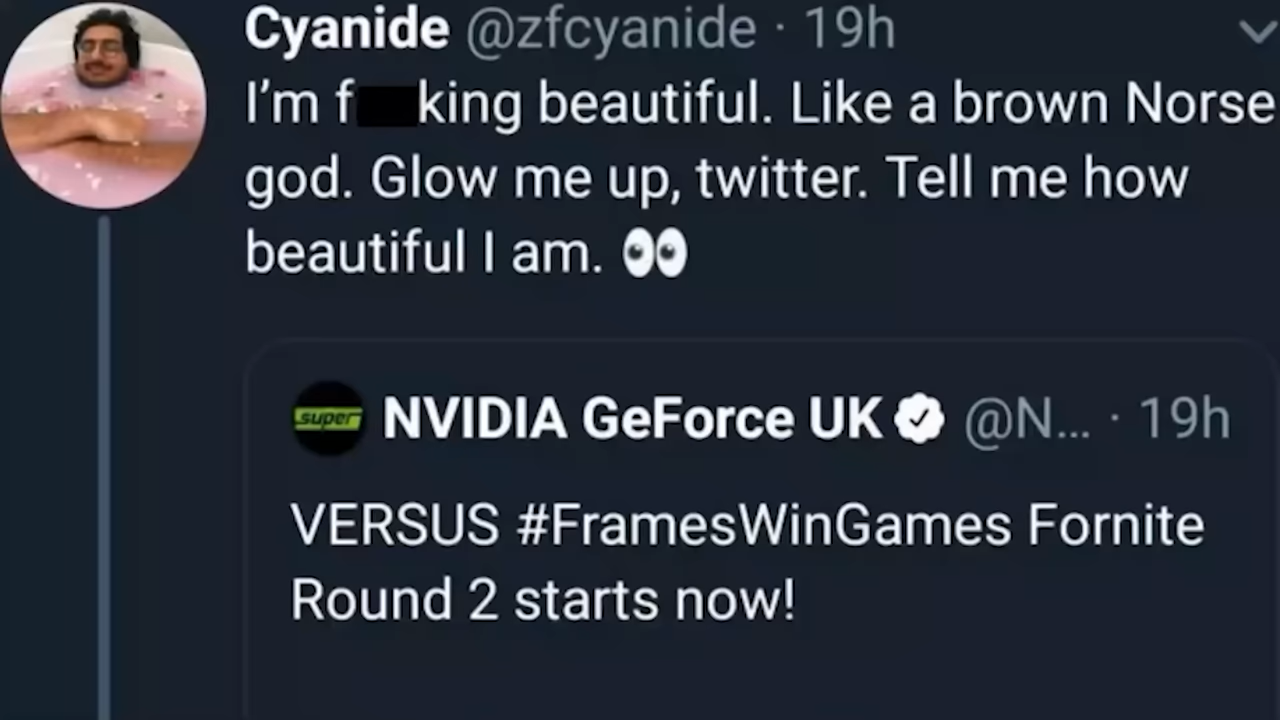 Cyanide @zfcyanide · 19h
I'm f king beautiful. Like a brown Norse
god. Glow me up, twitter. Tell me how
beautiful I am. 👀
super
NVIDIA GeForce UK @N... · 19h
VERSUS #FramesWinGames Fornite
Round 2 starts now!